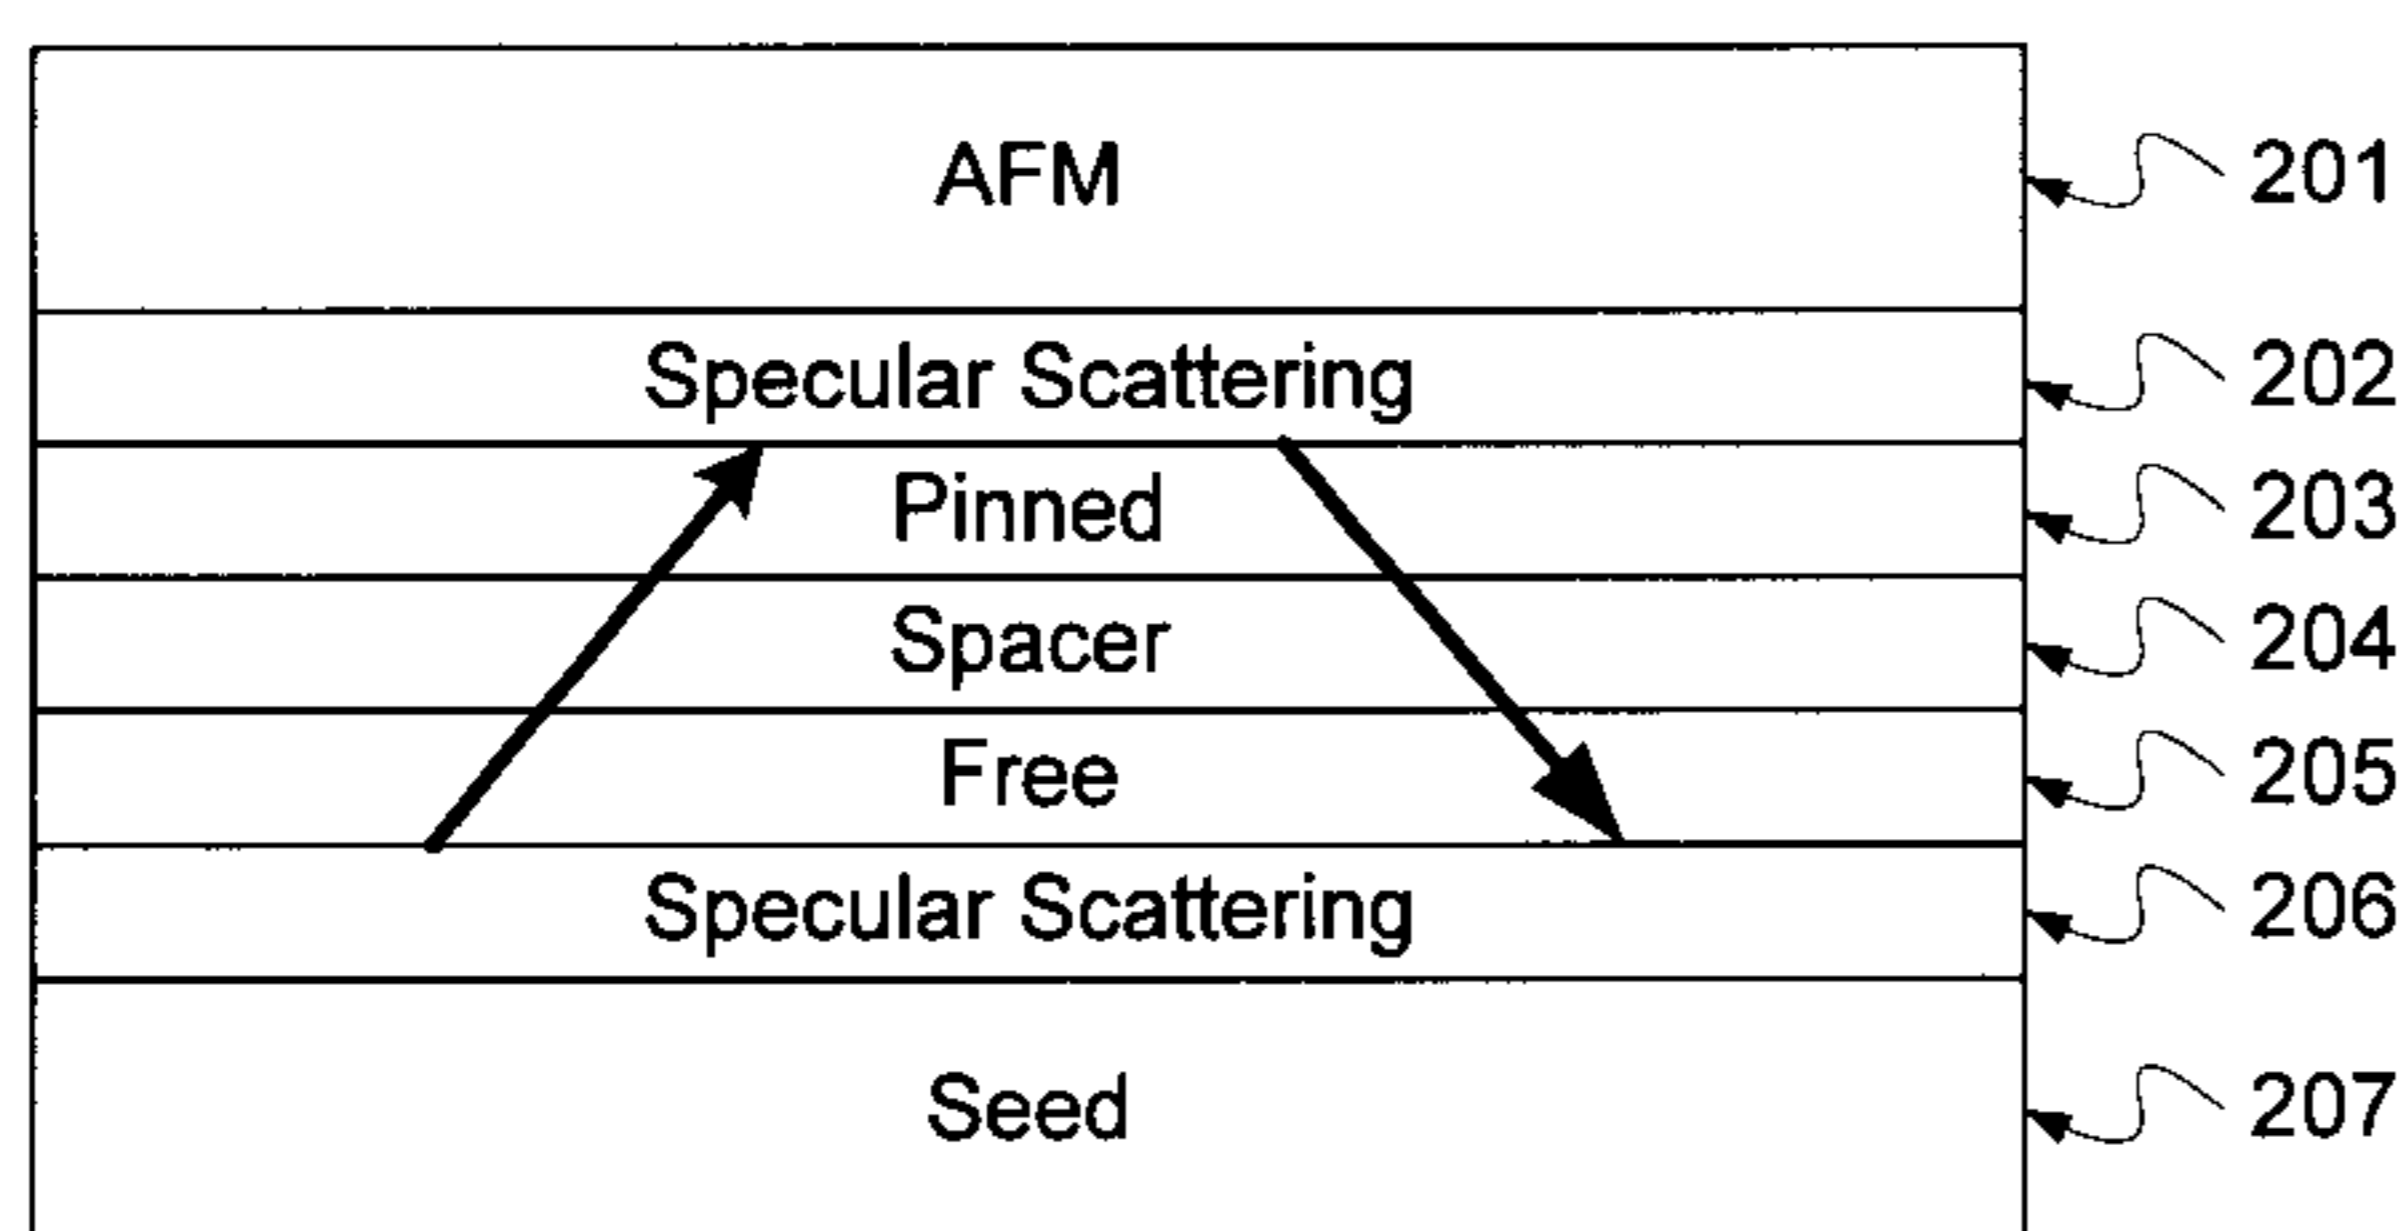 AFM 201
Specular Scattering 202
Pinned 203
Spacer 204
Free 205
Specular Scattering 206
Seed 207